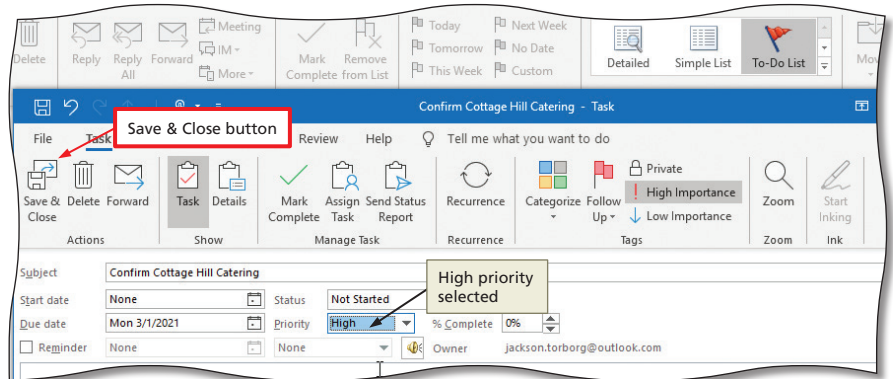 Meeting
Today
Next Week
IM
Tomorrow
No Date
Delete
Reply
Reply All
Forward
More
Mark Complete
Remove from List
This Week
Custom
Detailed
Simple List
To-Do List
Confirm Cottage Hill Catering - Task
Save & Close button
File
Review
Help
Tell me what you want to do
Save & Close
Delete
Forward
Task
Details
Mark Complete
Assign Task
Send Status Report
Recurrence
Categorize
Follow Up
Private
High Importance
Low Importance
Zoom
Start Inking
Actions
Show
Manage Task
Recurrence
Tags
Zoom
Ink
Subject
Confirm Cottage Hill Catering
High priority selected
Start date
None
Status
Not Started
Due date
Mon 3/1/2021
Priority
High
% Complete
0%
Reminder
None
None
Owner
jackson.torborg@outlook.com